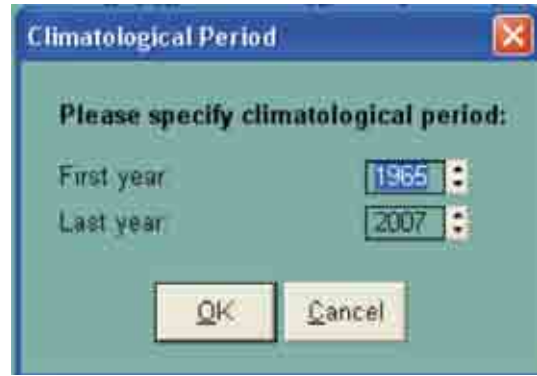 Climatological Period
Please specify climatological period:
First year 1965
Last year 2007
OK Cancel